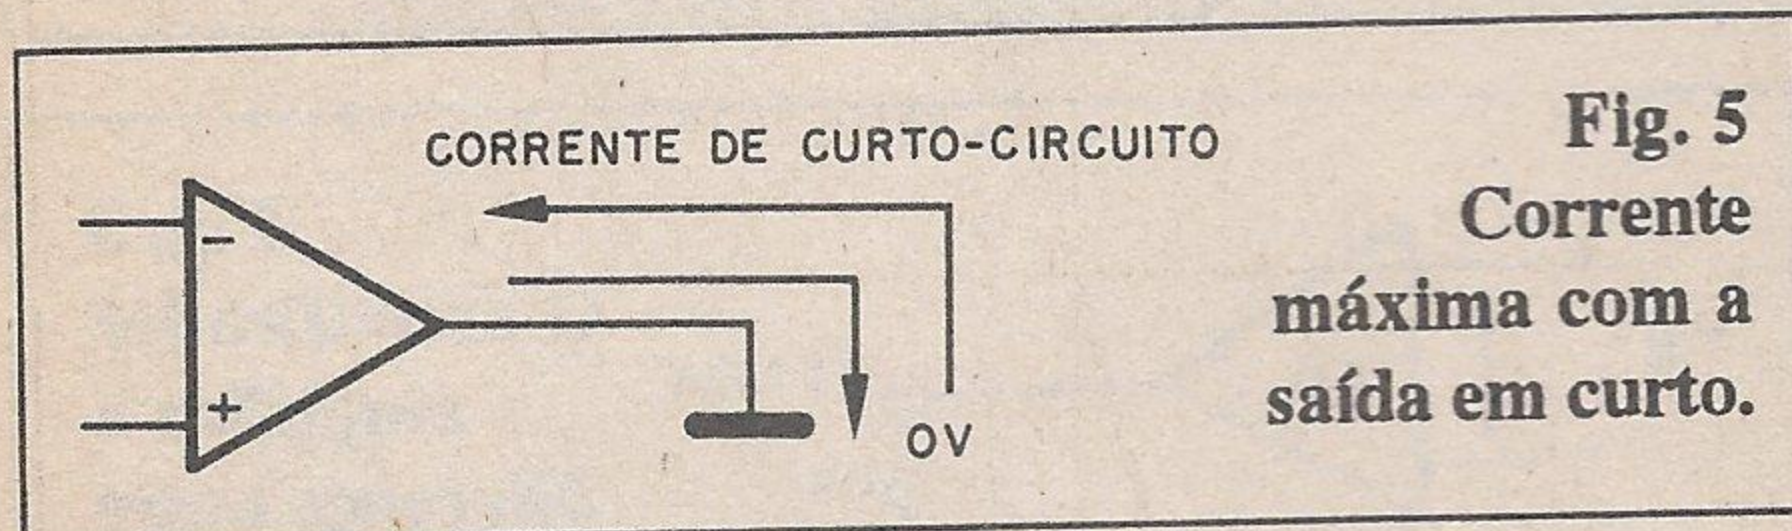 CORRENTE DE CURTO-CIRCUITO
−
+
0V
Fig. 5
Corrente
máxima com a
saída em curto.